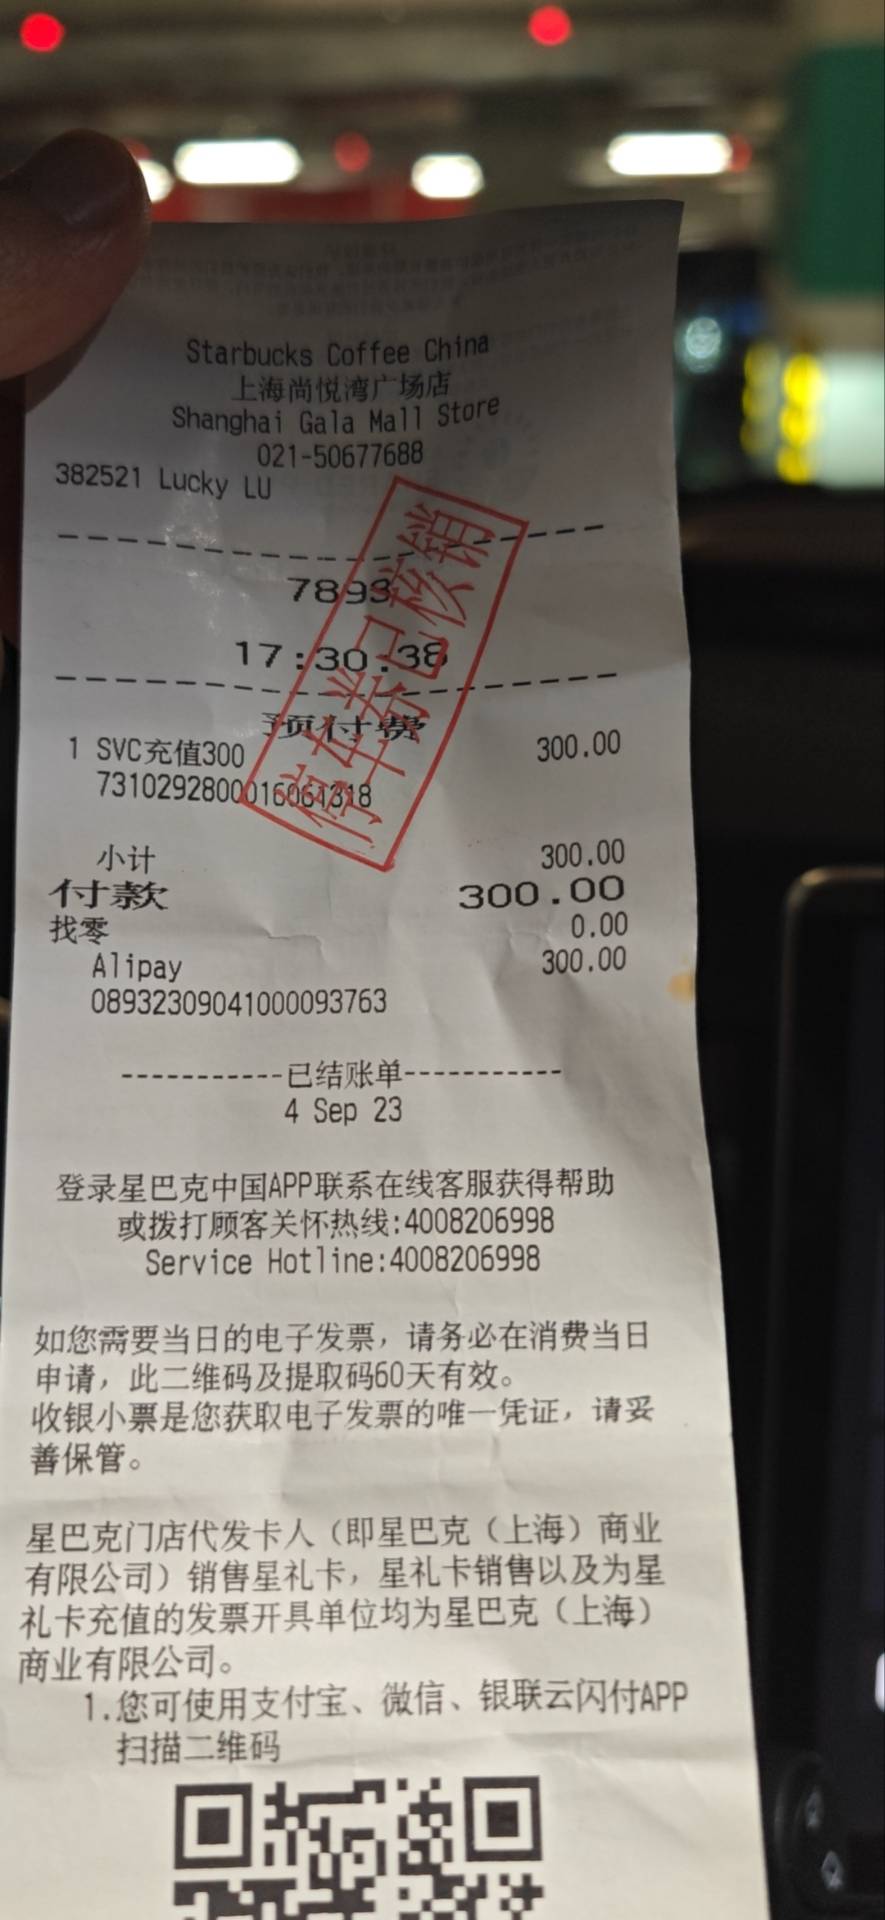 Starbucks Coffee China
上海尚悦湾广场店
Shanghai Gala Mall Store
021-50677688
382521 Lucky LU
7893
17:30:38
预付费
1 SVC充值300 300.00
7310292800016061318
停车券已核销
小计 300.00
付款 300.00
找零 0.00
Alipay 300.00
08932309041000093763
-----------已结账单-----------
4 Sep 23
登录星巴克中国APP联系在线客服获得帮助
或拨打顾客关怀热线:4008206998
Service Hotline:4008206998
如您需要当日的电子发票，请务必在消费当日
申请，此二维码及提取码60天有效。
收银小票是您获取电子发票的唯一凭证，请妥
善保管。
星巴克门店代发卡人（即星巴克（上海）商业
有限公司）销售星礼卡，星礼卡销售以及为星
礼卡充值的发票开具单位均为星巴克（上海）
商业有限公司。
1.您可使用支付宝、微信、银联云闪付APP
扫描二维码